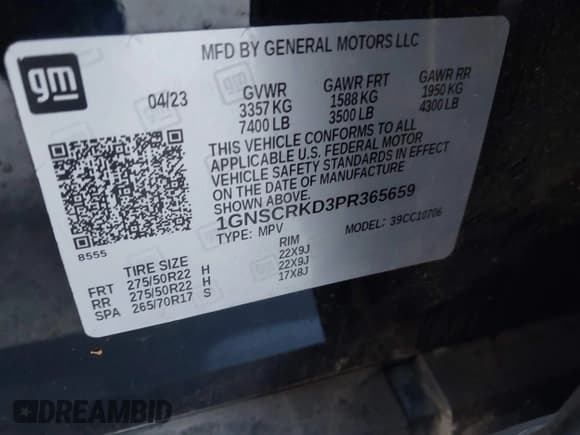 gm
MFD BY GENERAL MOTORS LLC
04/23
GVWR GAWR FRT GAWR RR
3357 KG 1588 KG 1950 KG
7400 LB 3500 LB 4300 LB
THIS VEHICLE CONFORMS TO ALL
APPLICABLE U.S. FEDERAL MOTOR
VEHICLE SAFETY STANDARDS IN EFFECT
ON THE DATE OF MANUFACTURE
SHOWN ABOVE.
1GNSCRKD3PR365659
TYPE: MPV MODEL: 39CC10706
8555
TIRE SIZE RIM
FRT 275/50R22 H 22X9J
RR 275/50R22 H 22X9J
SPA 265/70R17 S 17X8J
DREAMBID